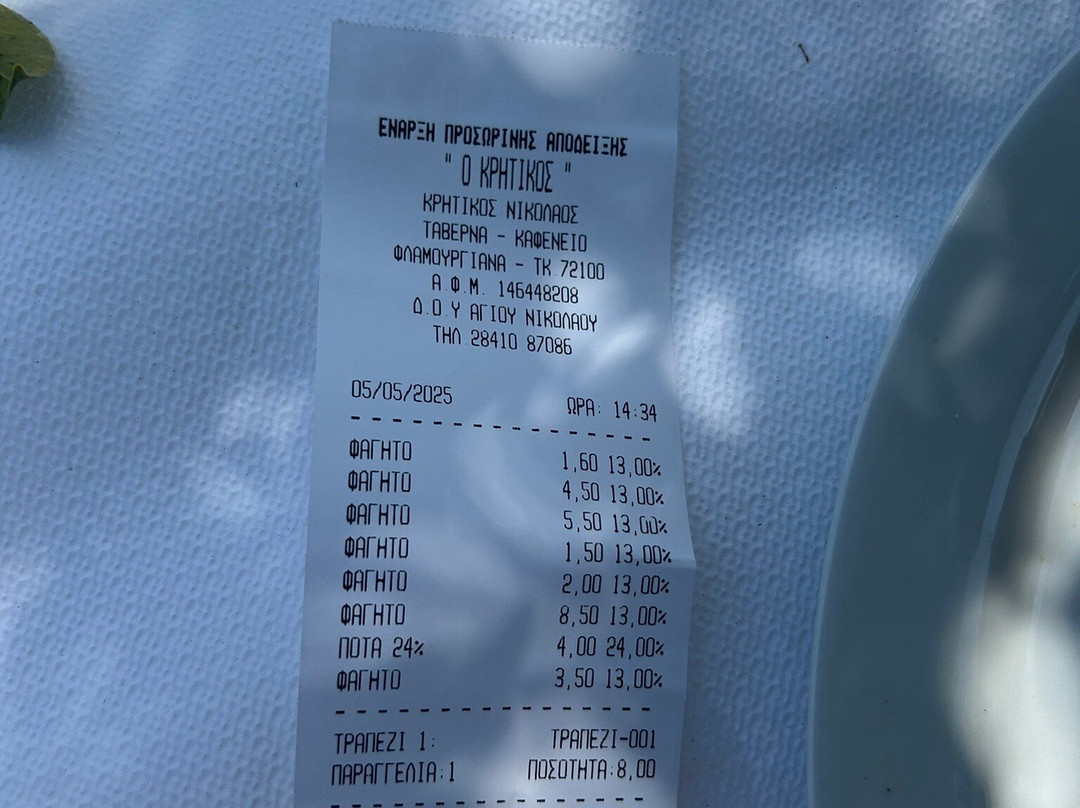 ΕΝΑΡΞΗ ΠΡΟΣΩΡΙΝΗΣ ΑΠΟΔΕΙΞΗΣ
" Ο ΚΡΗΤΙΚΟΣ "
ΚΡΗΤΙΚΟΣ ΝΙΚΟΛΑΟΣ
ΤΑΒΕΡΝΑ - ΚΑΦΕΝΕΙΟ
ΦΛΑΜΟΥΡΓΙΑΝΑ - ΤΚ.72100
Α.Φ.Μ. 146448208
Δ.Ο.Υ ΑΓΙΟΥ ΝΙΚΟΛΑΟΥ
ΤΗΛ.28410 87086
05/05/2025 ΩΡΑ: 14:34
ΦΑΓΗΤΟ 1,60 13,00%
ΦΑΓΗΤΟ 4,50 13,00%
ΦΑΓΗΤΟ 5,50 13,00%
ΦΑΓΗΤΟ 1,50 13,00%
ΦΑΓΗΤΟ 2,00 13,00%
ΦΑΓΗΤΟ 8,50 13,00%
ΠΟΤΑ 24% 4,00 24,00%
ΦΑΓΗΤΟ 3,50 13,00%
ΤΡΑΠΕΖΙ 1: ΤΡΑΠΕΖΙ-001
ΠΑΡΑΓΓΕΛΙΑ:1 ΠΟΣΟΤΗΤΑ:8,00